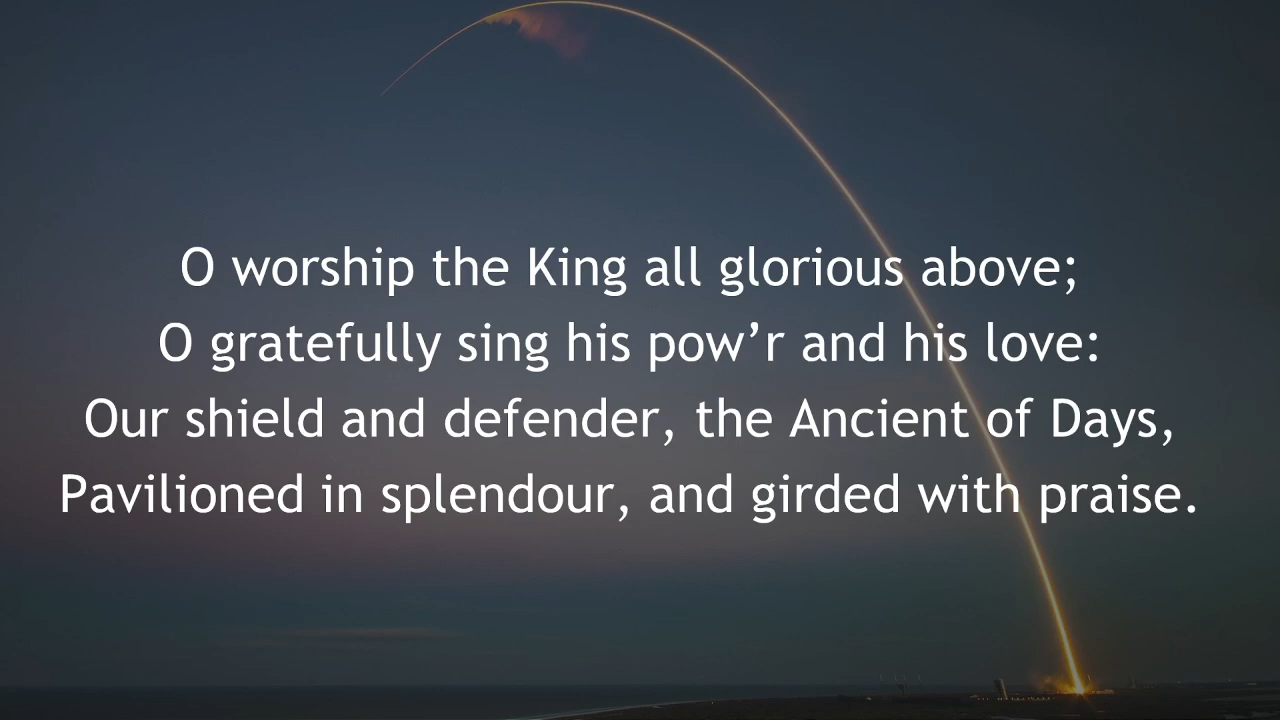 O worship the King all glorious above;
O gratefully sing his pow’r and his love:
Our shield and defender, the Ancient of Days,
Pavilioned in splendour, and girded with praise.